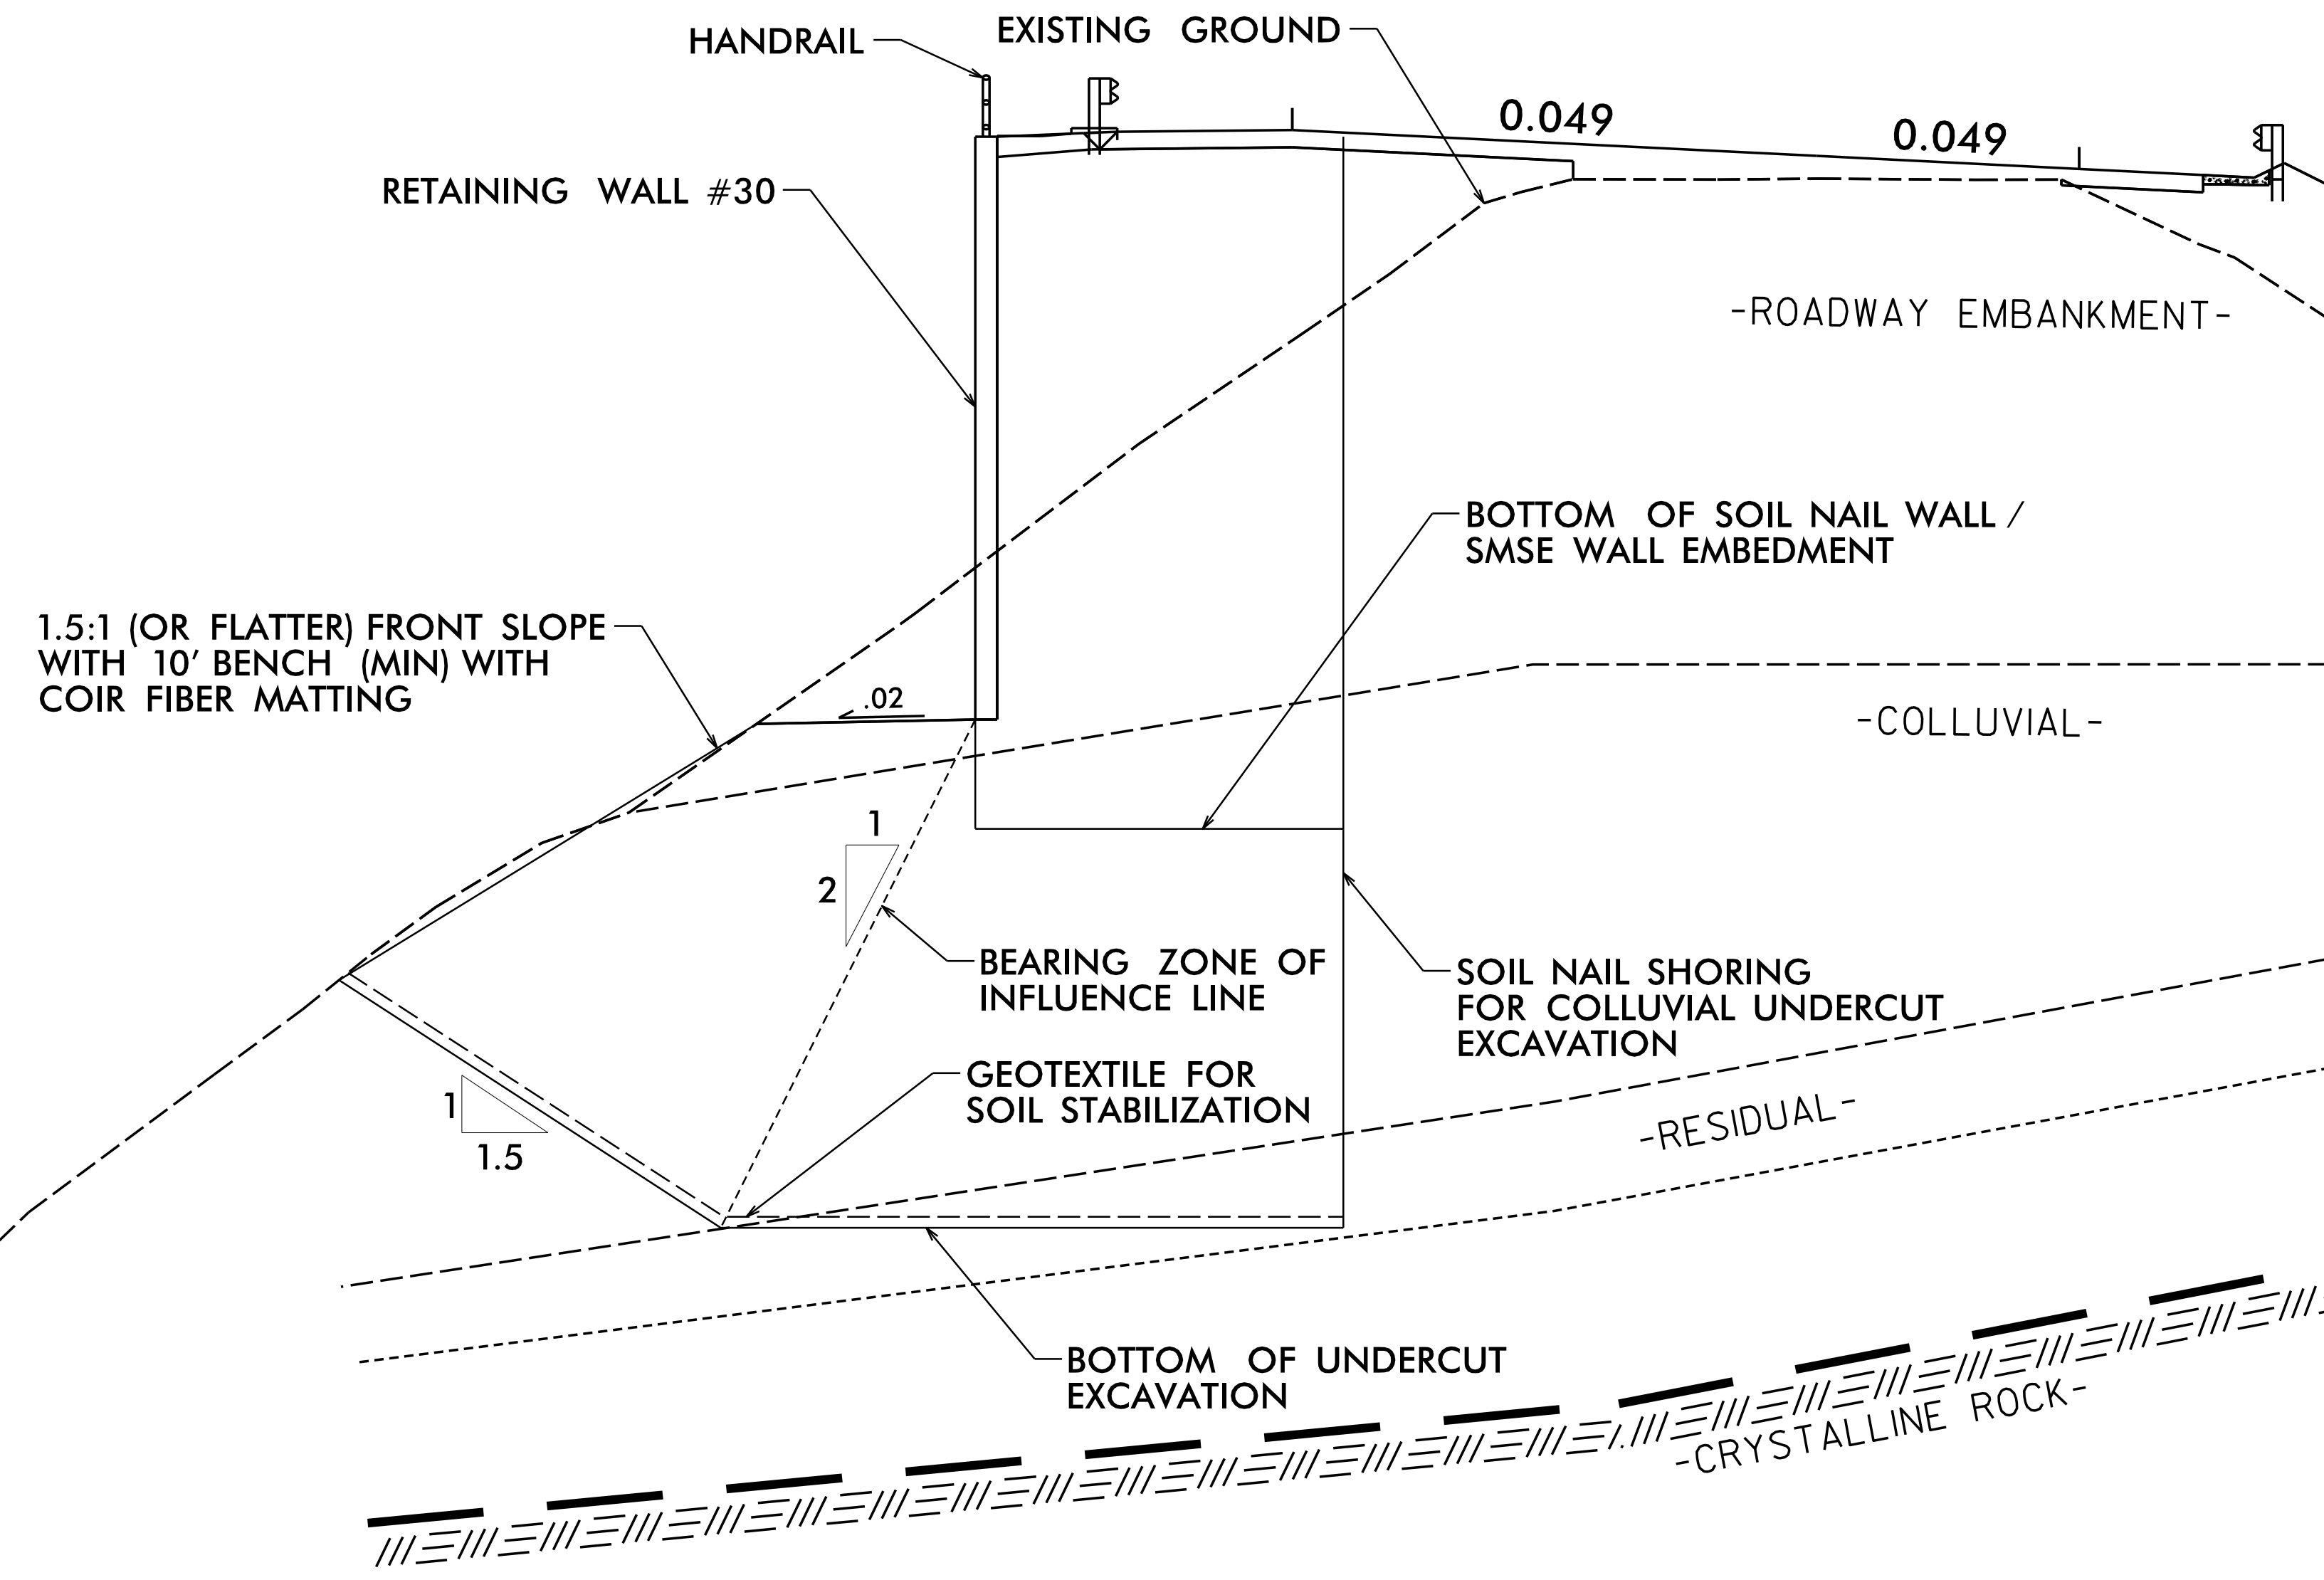 HANDRAIL
EXISTING GROUND
0.049
0.049
RETAINING WALL #30
-ROADWAY EMBANKMENT-
BOTTOM OF SOIL NAIL WALL /
SMSE WALL EMBEDMENT
1.5:1 (OR FLATTER) FRONT SLOPE
WITH 10' BENCH (MIN) WITH
COIR FIBER MATTING
.02
-COLLUVIAL-
1
2
BEARING ZONE OF
INFLUENCE LINE
SOIL NAIL SHORING
FOR COLLUVIAL UNDERCUT
EXCAVATION
GEOTEXTILE FOR
SOIL STABILIZATION
1
1.5
-RESIDUAL-
BOTTOM OF UNDERCUT
EXCAVATION
-CRYSTALLINE ROCK-